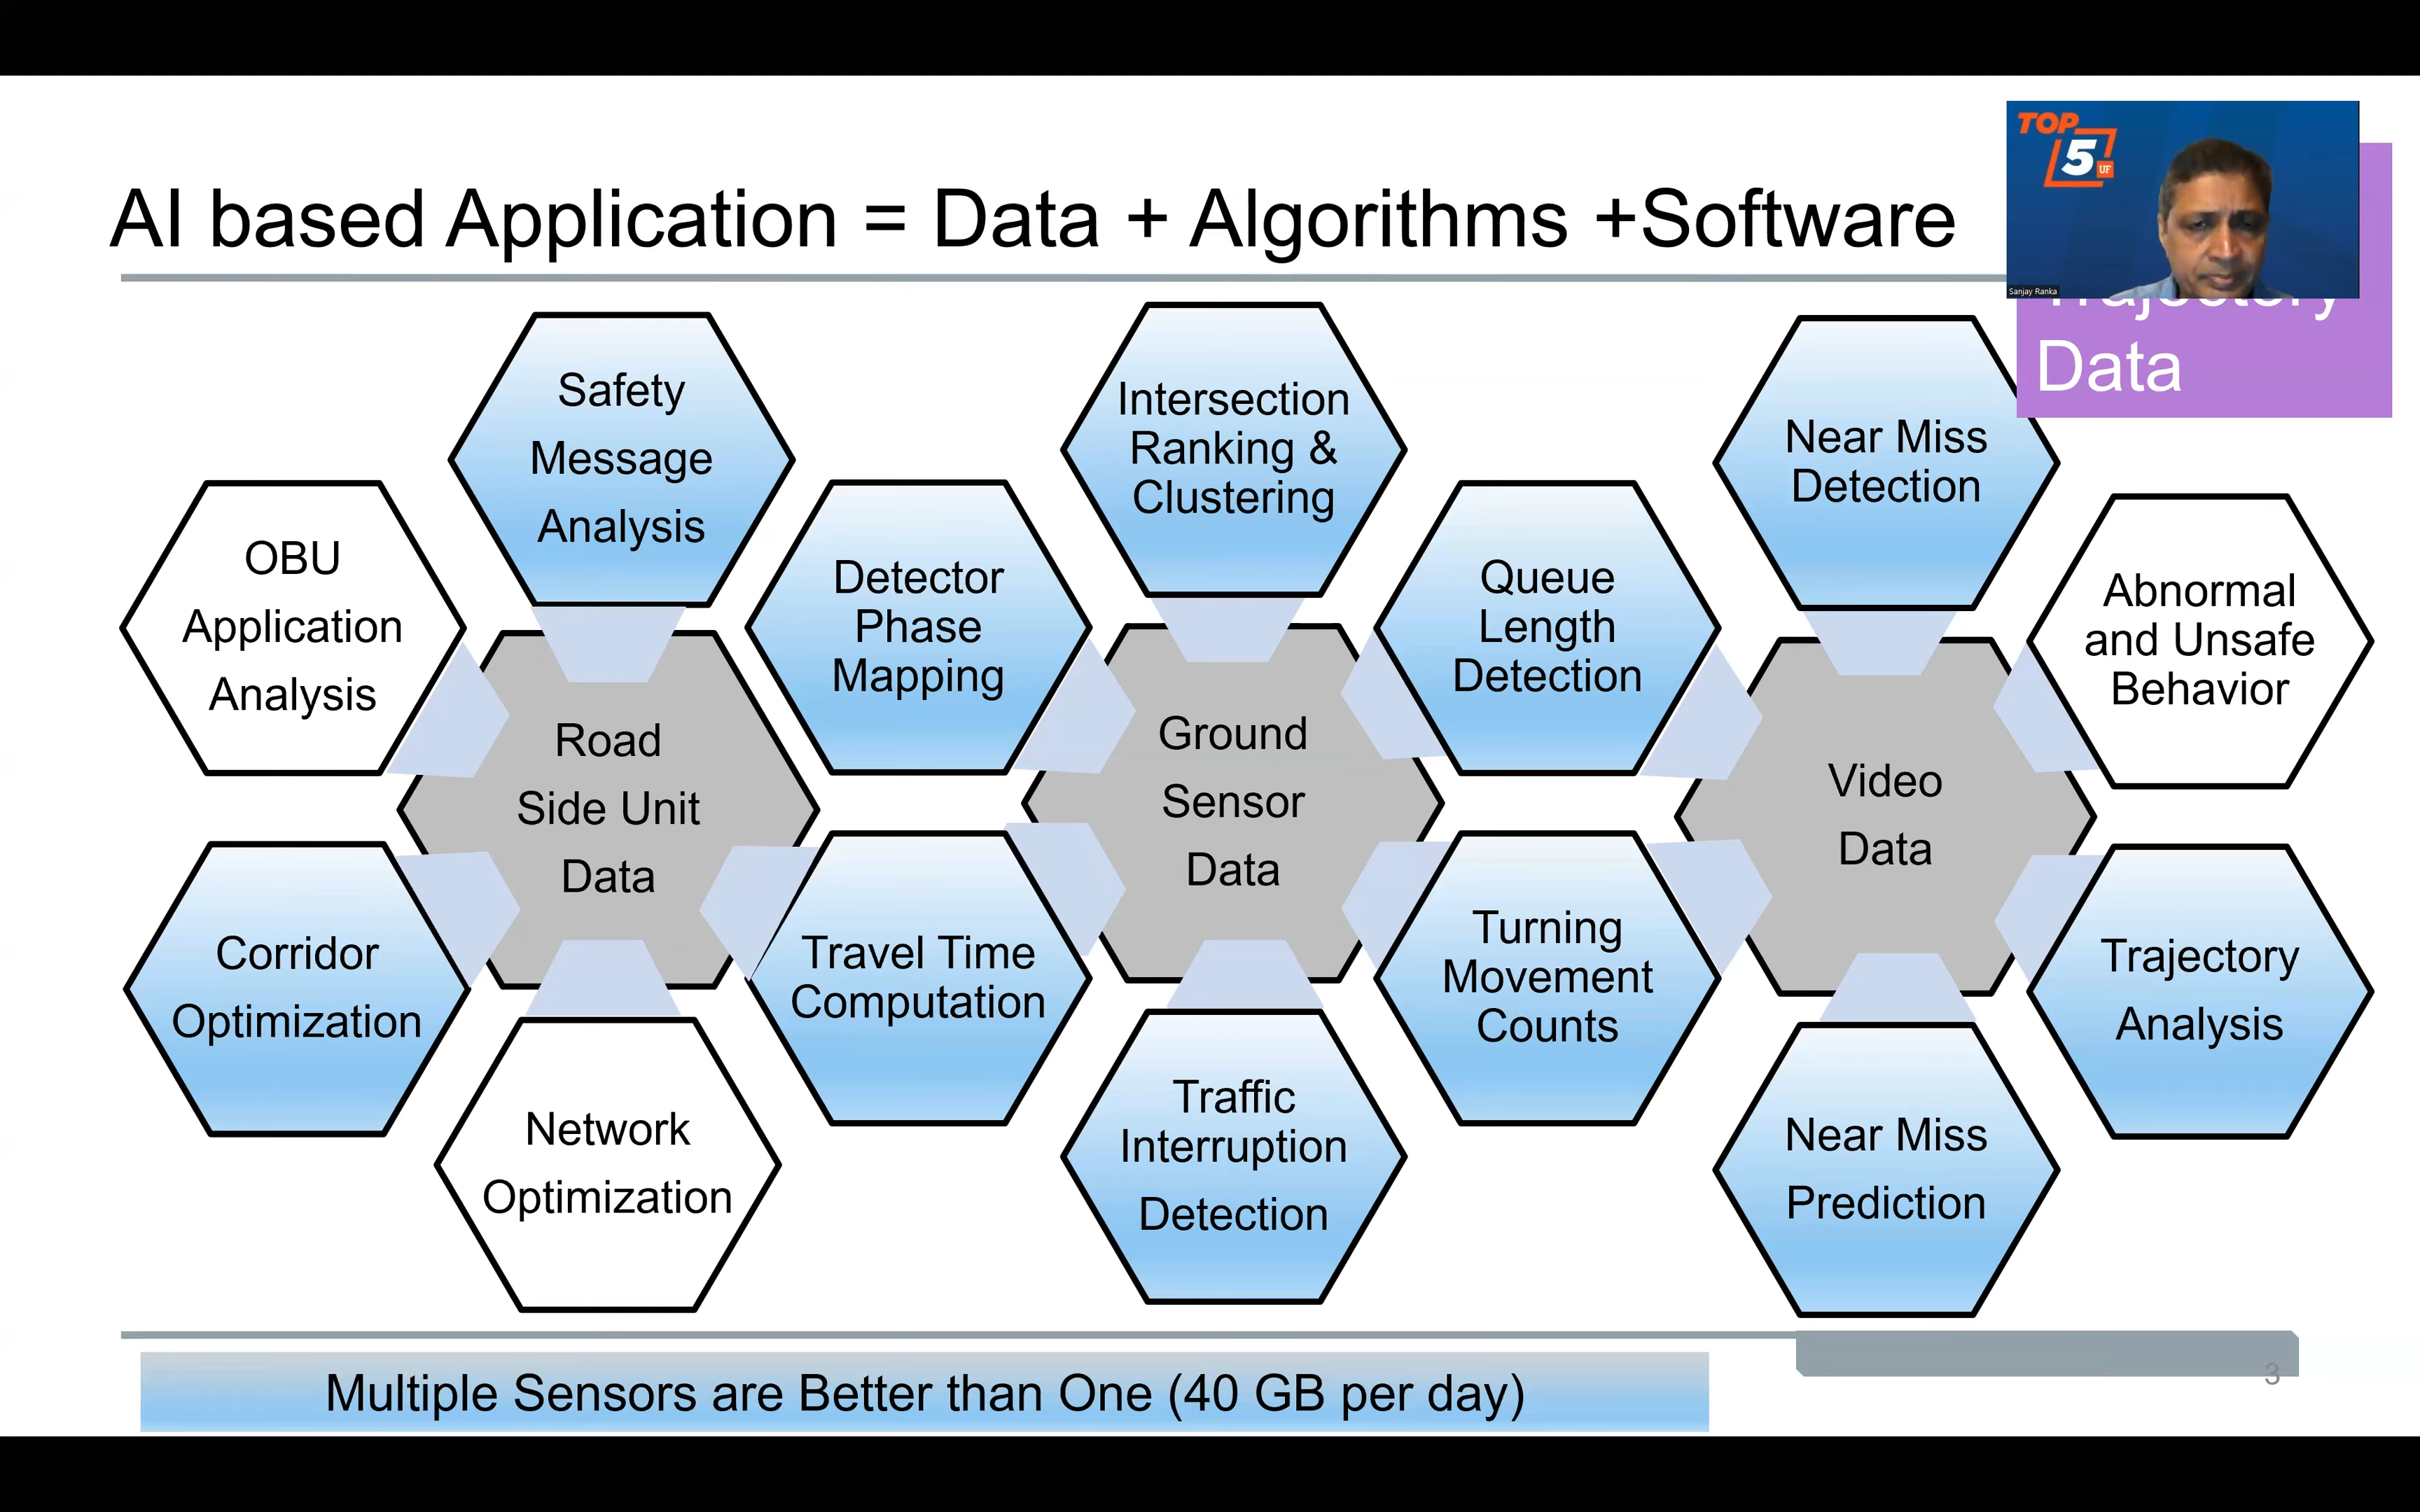 TOP
5
UF
Sanjay Ranka
AI based Application = Data + Algorithms +Software
Trajectory
Data
Safety
Message
Analysis
Intersection
Ranking &
Clustering
Near Miss
Detection
OBU
Application
Analysis
Detector
Phase
Mapping
Queue
Length
Detection
Abnormal
and Unsafe
Behavior
Road
Side Unit
Data
Ground
Sensor
Data
Video
Data
Corridor
Optimization
Travel Time
Computation
Turning
Movement
Counts
Trajectory
Analysis
Network
Optimization
Traffic
Interruption
Detection
Near Miss
Prediction
Multiple Sensors are Better than One (40 GB per day)
3